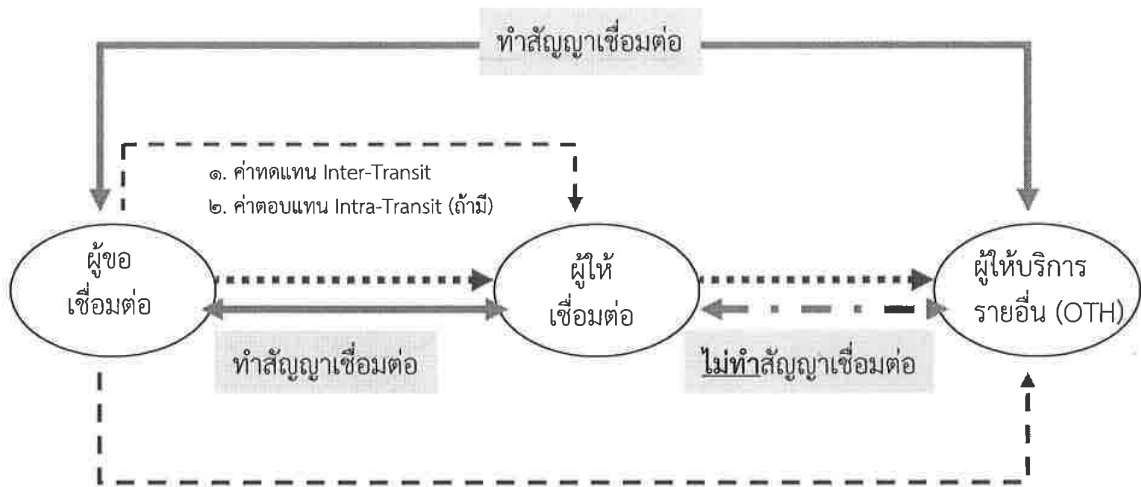 ทำสัญญาเชื่อมต่อ
๑. ค่าทดแทน Inter-Transit
๒. ค่าตอบแทน Intra-Transit (ถ้ามี)
ผู้ขอ
เชื่อมต่อ
ผู้ให้
เชื่อมต่อ
ผู้ให้บริการ
รายอื่น (OTH)
ทำสัญญาเชื่อมต่อ
ไม่ทำสัญญาเชื่อมต่อ